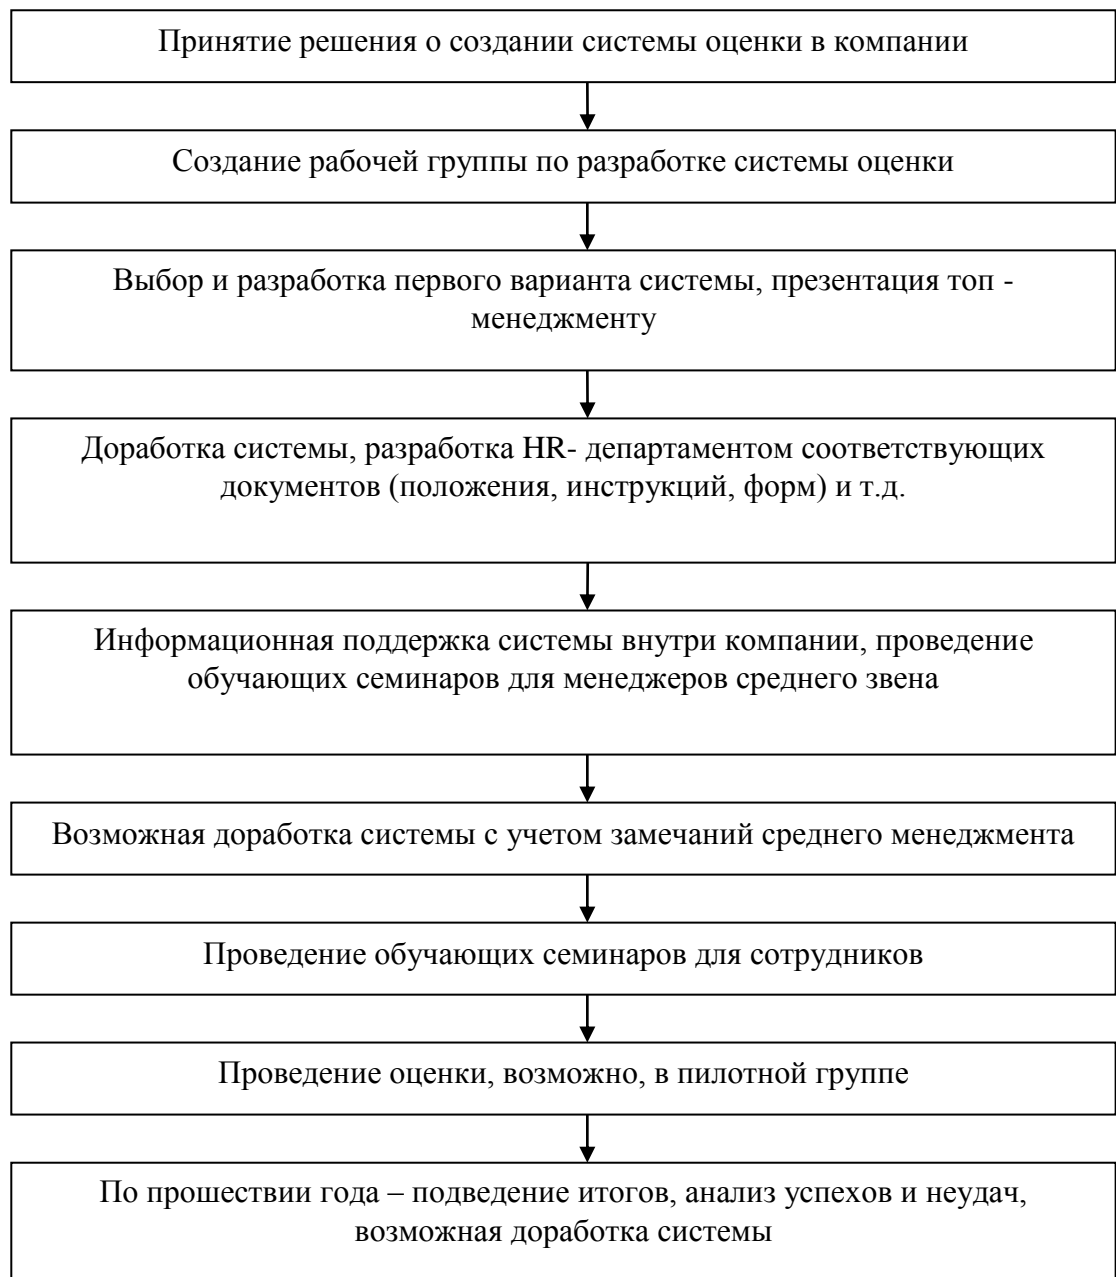 Принятие решения о создании системы оценки в компании
Создание рабочей группы по разработке системы оценки
Выбор и разработка первого варианта системы, презентация топ -
менеджменту
Доработка системы, разработка HR- департаментом соответствующих
документов (положения, инструкций, форм) и т.д.
Информационная поддержка системы внутри компании, проведение
обучающих семинаров для менеджеров среднего звена
Возможная доработка системы с учетом замечаний среднего менеджмента
Проведение обучающих семинаров для сотрудников
Проведение оценки, возможно, в пилотной группе
По прошествии года – подведение итогов, анализ успехов и неудач,
возможная доработка системы